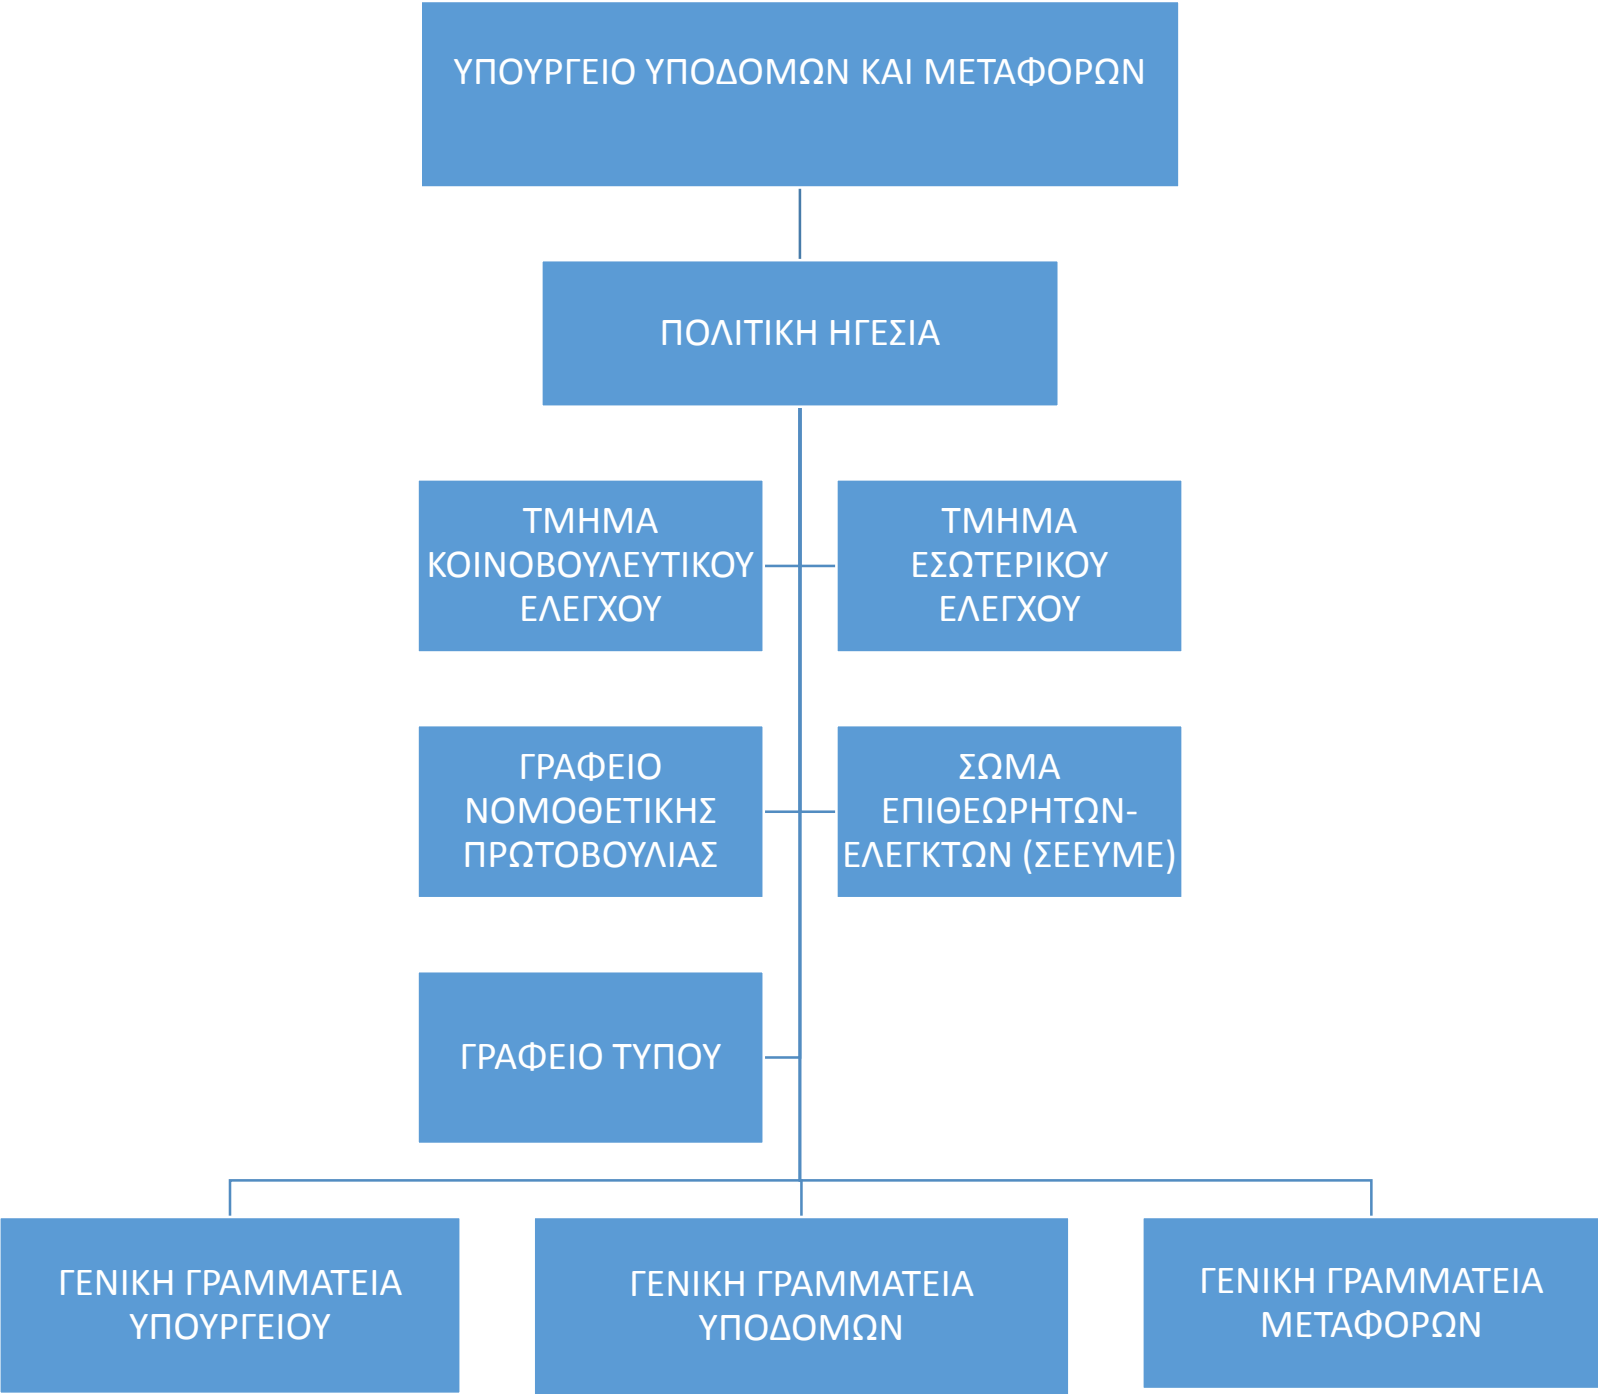 ΥΠΟΥΡΓΕΙΟ ΥΠΟΔΟΜΩΝ ΚΑΙ ΜΕΤΑΦΟΡΩΝ
ΠΟΛΙΤΙΚΗ ΗΓΕΣΙΑ
ΤΜΗΜΑ
ΚΟΙΝΟΒΟΥΛΕΥΤΙΚΟΥ
ΕΛΕΓΧΟΥ
ΤΜΗΜΑ
ΕΣΩΤΕΡΙΚΟΥ
ΕΛΕΓΧΟΥ
ΓΡΑΦΕΙΟ
ΝΟΜΟΘΕΤΙΚΗΣ
ΠΡΩΤΟΒΟΥΛΙΑΣ
ΣΩΜΑ
ΕΠΙΘΕΩΡΗΤΩΝ-
ΕΛΕΓΚΤΩΝ (ΣΕΕΥΜΕ)
ΓΡΑΦΕΙΟ ΤΥΠΟΥ
ΓΕΝΙΚΗ ΓΡΑΜΜΑΤΕΙΑ
ΥΠΟΥΡΓΕΙΟΥ
ΓΕΝΙΚΗ ΓΡΑΜΜΑΤΕΙΑ
ΥΠΟΔΟΜΩΝ
ΓΕΝΙΚΗ ΓΡΑΜΜΑΤΕΙΑ
ΜΕΤΑΦΟΡΩΝ